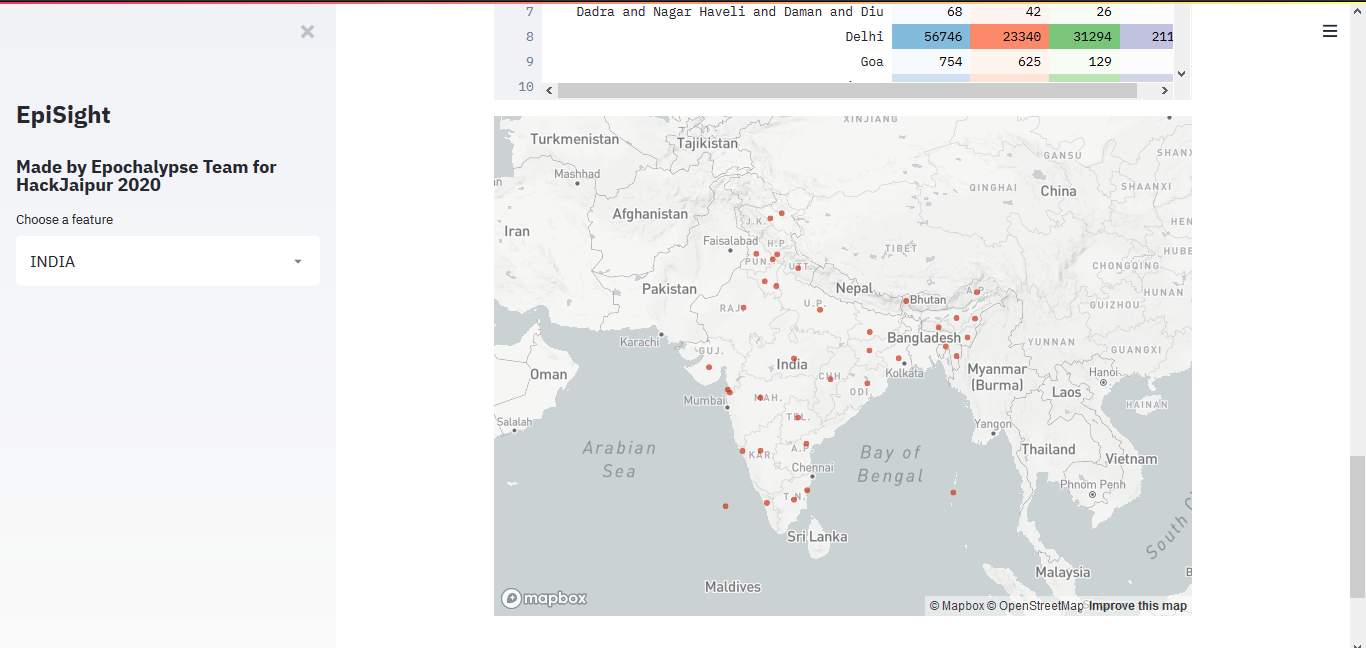 EpiSight
Made by Epochalypse Team for
HackJaipur 2020
Choose a feature
INDIA
7 Dadra and Nagar Haveli and Daman and Diu 68 42 26
8 Delhi 56746 23340 31294 211
9 Goa 754 625 129
10
XINJIANG
Turkmenistan
Tajikistan
GANSU
SHANX
Mashhad
QINGHAI
China
SHAANXI
Afghanistan
J.K.
HEN
Iran
Faisalabad
H.P.
TIBET
HUBE
PUN.
UTT.
CHONGQING
Pakistan
Nepal
A.P.
HUNAN
RAJ.
U.P.
Bhutan
GUIZHOU
Karachi
Bangladesh
YUNNAN
GUJ.
GUANGXI
Oman
India
CHH.
Kolkata
Myanmar
(Burma)
Hanoi
Mumbai
MAH.
ODI.
Laos
HAINAN
Salalah
TEL.
Yangon
Arabian
Sea
KAR.
A.P.
Bay of
Bengal
Thailand
Vietnam
Chennai
Phnom Penh
T.N.
South C
Sri Lanka
Malaysia
B
Maldives
mapbox
© Mapbox © OpenStreetMap Improve this map